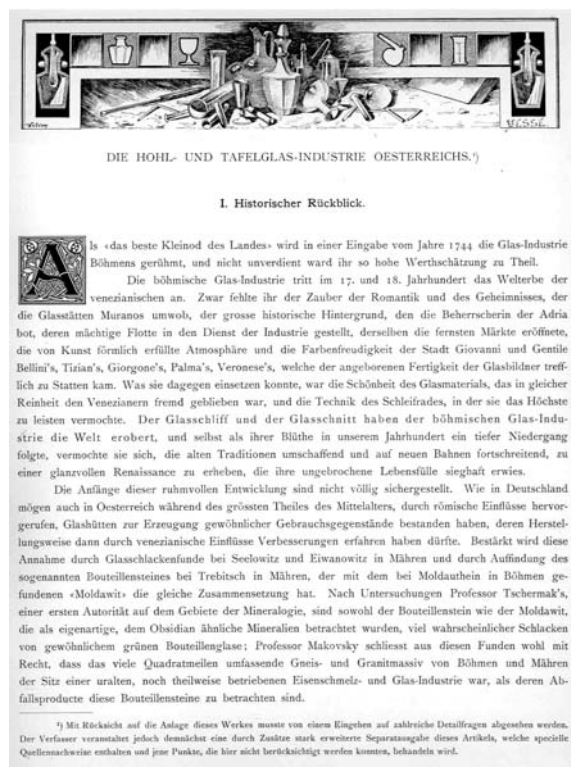 DIE HOHL- UND TAFELGLAS-INDUSTRIE OESTERREICHS.¹)
I. Historischer Rückblick.
Als «das beste Kleinod des Landes» wird in einer Eingabe vom Jahre 1744 die Glas-Industrie
Böhmens gerühmt, und nicht unverdient ward ihr so hohe Werthschätzung zu Theil.
Die böhmische Glas-Industrie tritt im 17. und 18. Jahrhundert das Welterbe der
venezianischen an. Zwar fehlte ihr der Zauber der Romantik und des Geheimnisses, der
die Glasstätten Muranos umwob, der grosse historische Hintergrund, den die Beherrscherin der Adria
bot, deren mächtige Flotte in den Dienst der Industrie gestellt, derselben die fernsten Märkte eröffnete,
die von Kunst förmlich erfüllte Atmosphäre und die Farbenfreudigkeit der Stadt Giovanni und Gentile
Bellini's, Tizian's, Giorgone's, Palma's, Veronese's, welche der angeborenen Fertigkeit der Glasbildner treff-
lich zu Statten kam. Was sie dagegen einsetzen konnte, war die Schönheit des Glasmaterials, das in gleicher
Reinheit den Venezianern fremd geblieben war, und die Technik des Schleifrades, in der sie das Höchste
zu leisten vermochte. Der Glasschliff und der Glasschnitt haben der böhmischen Glas-Indu-
strie die Welt erobert, und selbst als ihrer Blüthe in unserem Jahrhundert ein tiefer Niedergang
folgte, vermochte sie sich, die alten Traditionen umschaffend und auf neuen Bahnen fortschreitend, zu
einer glanzvollen Renaissance zu erheben, die ihre ungebrochene Lebensfülle sieghaft erwies.
Die Anfänge dieser ruhmvollen Entwicklung sind nicht völlig sichergestellt. Wie in Deutschland
mögen auch in Oesterreich während des grössten Theiles des Mittelalters, durch römische Einflüsse hervor-
gerufen, Glashütten zur Erzeugung gewöhnlicher Gebrauchsgegenstände bestanden haben, deren Herstel-
lungsweise dann durch venezianische Einflüsse Verbesserungen erfahren haben dürfte. Bestärkt wird diese
Annahme durch Glasschlackenfunde bei Seelowitz und Eiwanowitz in Mähren und durch Auffindung des
sogenannten Bouteillensteines bei Trebitsch in Mähren, der mit dem bei Moldauthein in Böhmen ge-
fundenen «Moldawit» die gleiche Zusammensetzung hat. Nach Untersuchungen Professor Tschermak's,
einer ersten Autorität auf dem Gebiete der Mineralogie, sind sowohl der Bouteillenstein wie der Moldawit,
die als eigenartige, dem Obsidian ähnliche Mineralien betrachtet wurden, viel wahrscheinlicher Schlacken
von gewöhnlichem grünen Bouteillenglase; Professor Makovsky schliesst aus diesen Funden wohl mit
Recht, dass das viele Quadratmeilen umfassende Gneis- und Granitmassiv von Böhmen und Mähren
der Sitz einer uralten, noch theilweise betriebenen Eisenschmelz- und Glas-Industrie war, als deren Ab-
fallsproducte diese Bouteillensteine zu betrachten sind.
¹) Mit Rücksicht auf die Anlage dieses Werkes musste von einem Eingehen auf zahlreiche Detailfragen abgesehen werden.
Der Verfasser veranstaltet jedoch demnächst eine durch Zusätze stark erweiterte Separatausgabe dieses Artikels, welche specielle
Quellennachweise enthalten und jene Punkte, die hier nicht berücksichtigt werden konnten, behandeln wird.